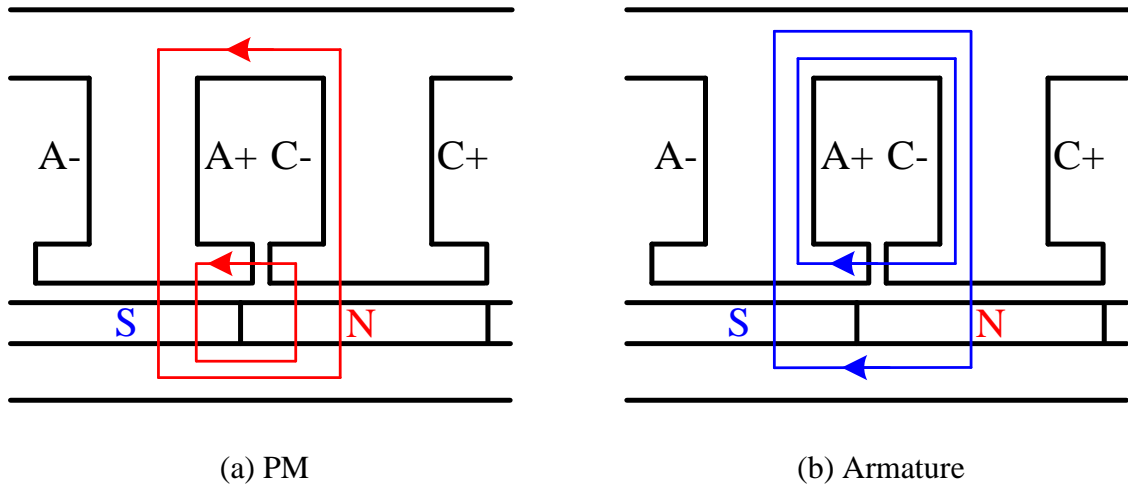 A- A+ C- C+
S N
(a) PM
A- A+ C- C+
S N
(b) Armature